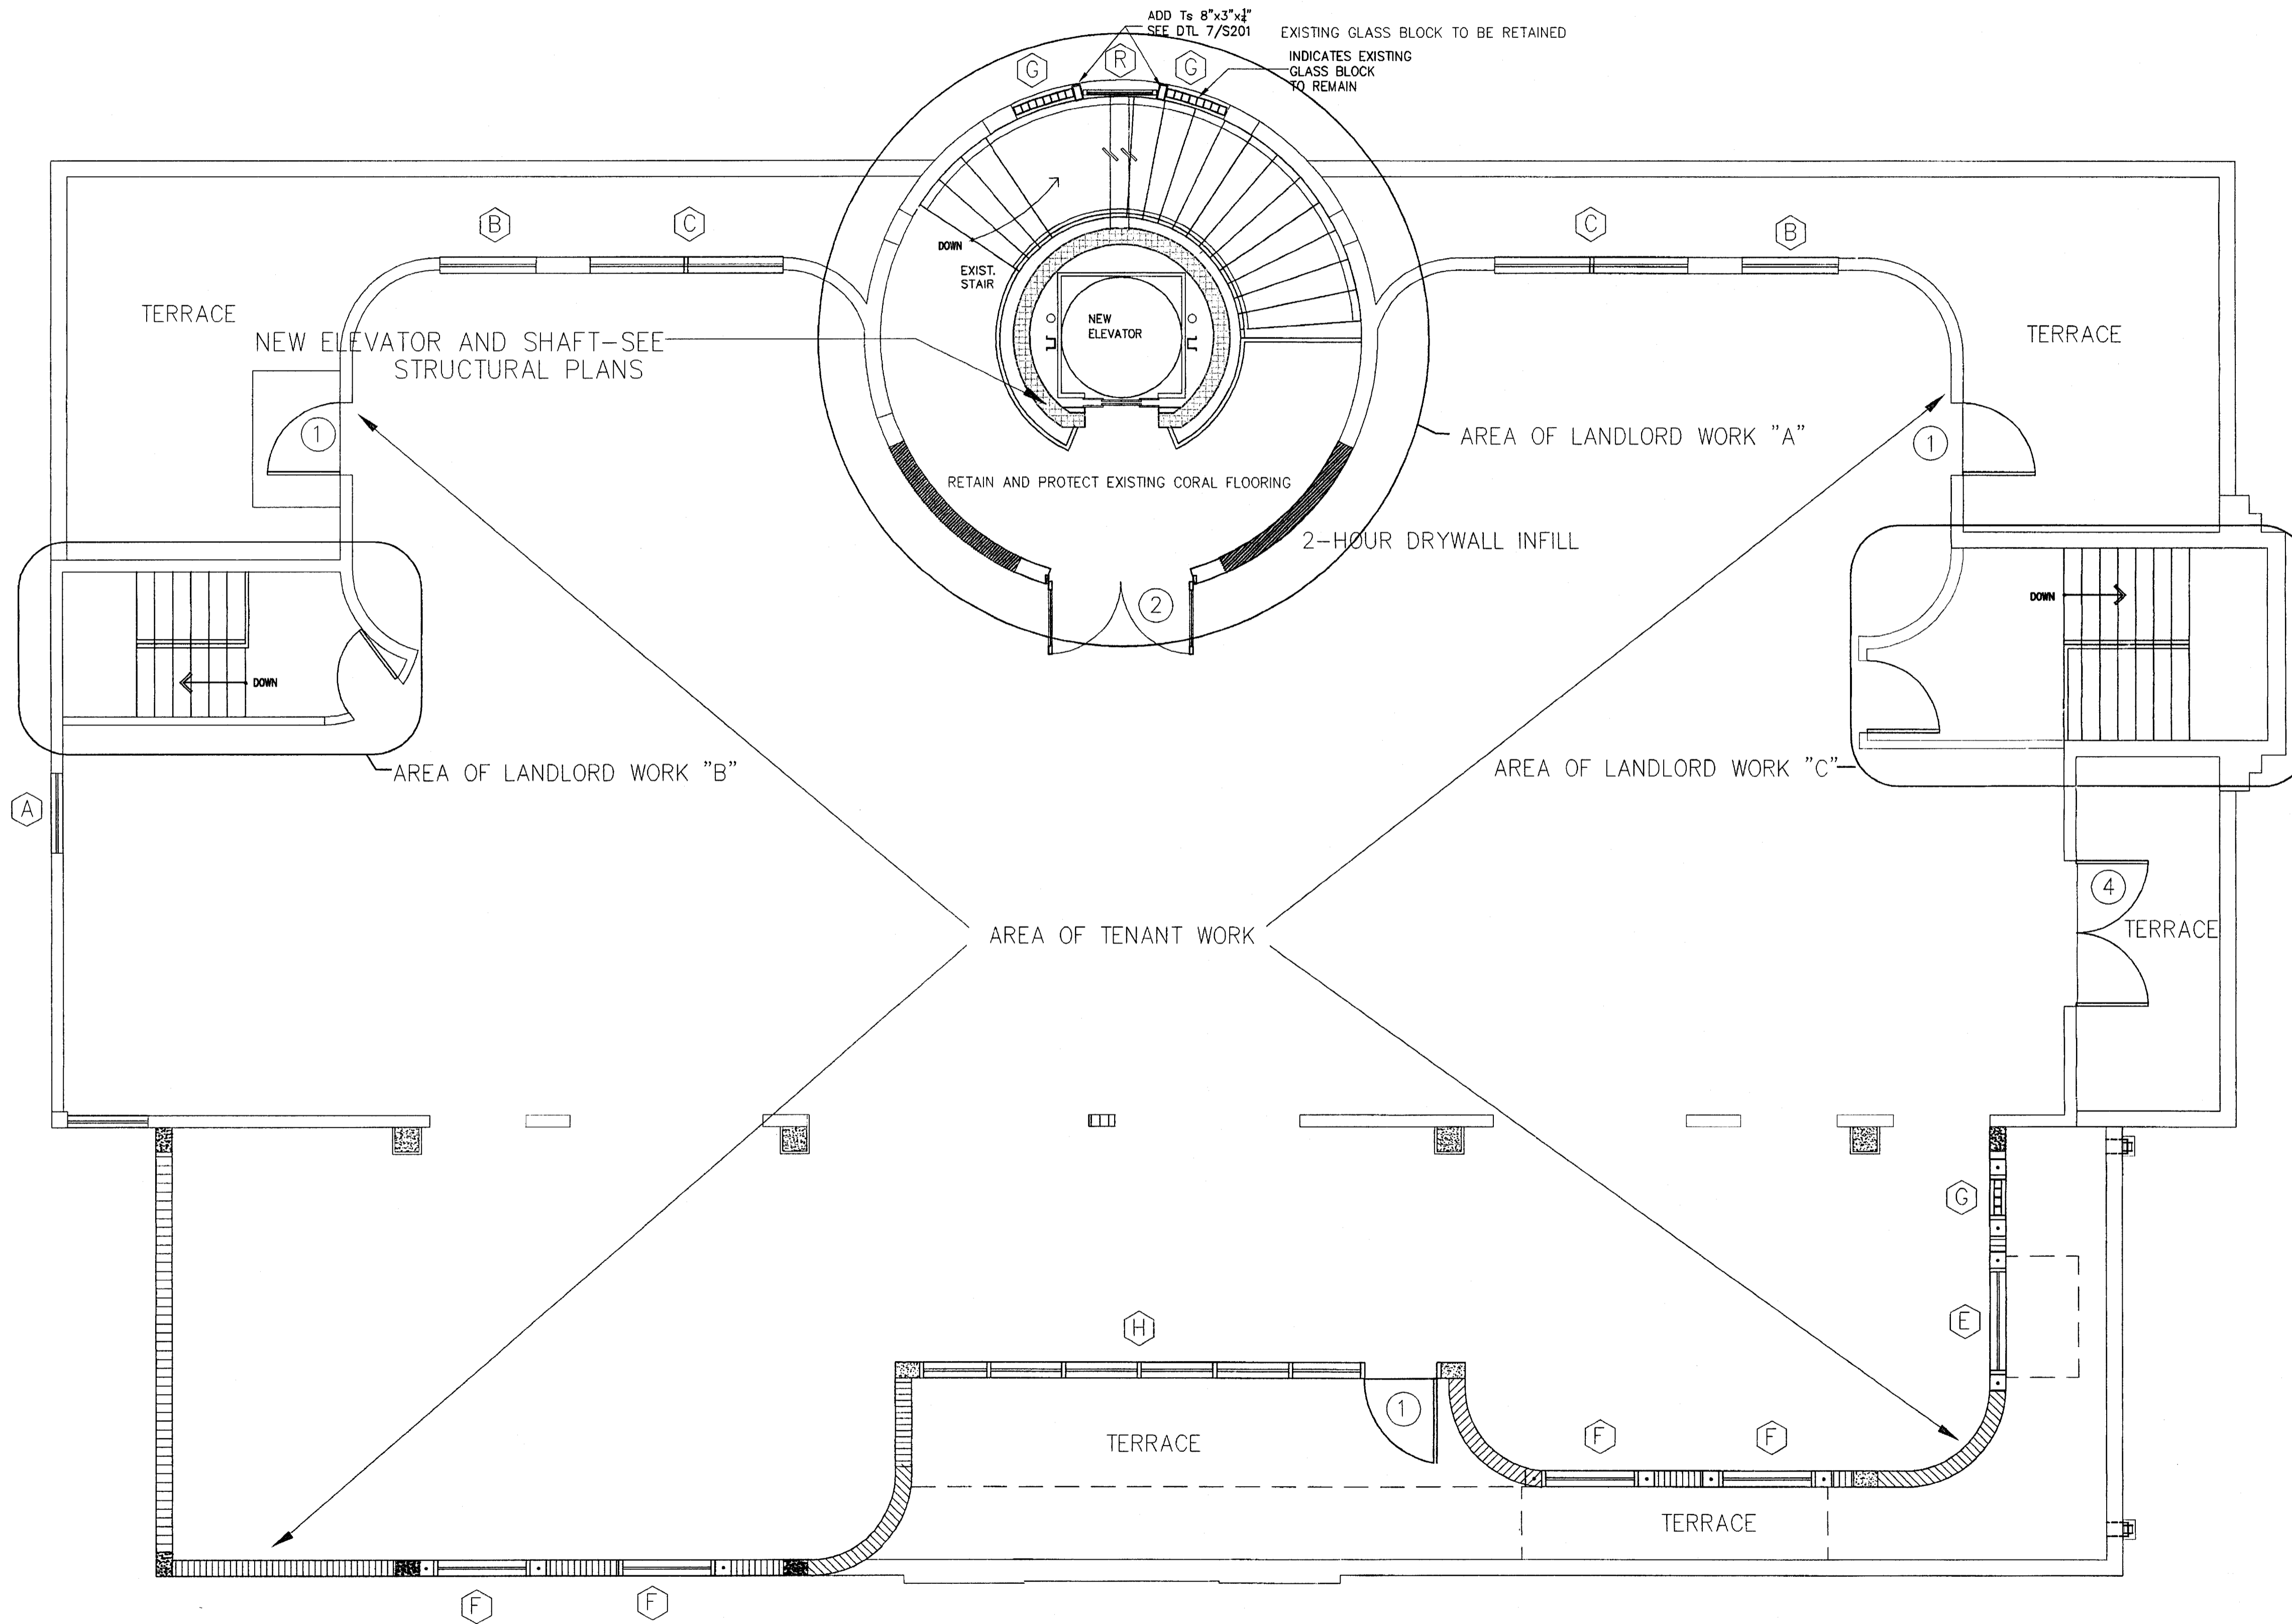 ADD Ts 8"x3"x¼"
SEE DTL 7/S201
EXISTING GLASS BLOCK TO BE RETAINED
INDICATES EXISTING
GLASS BLOCK
TO REMAIN
G
R
G
B
C
C
B
DOWN
EXIST.
STAIR
NEW
ELEVATOR
TERRACE
TERRACE
NEW ELEVATOR AND SHAFT-SEE
STRUCTURAL PLANS
1
AREA OF LANDLORD WORK "A"
1
RETAIN AND PROTECT EXISTING CORAL FLOORING
2-HOUR DRYWALL INFILL
2
DOWN
DOWN
AREA OF LANDLORD WORK "B"
AREA OF LANDLORD WORK "C"
A
4
TERRACE
AREA OF TENANT WORK
G
E
H
1
TERRACE
F
F
TERRACE
F
F